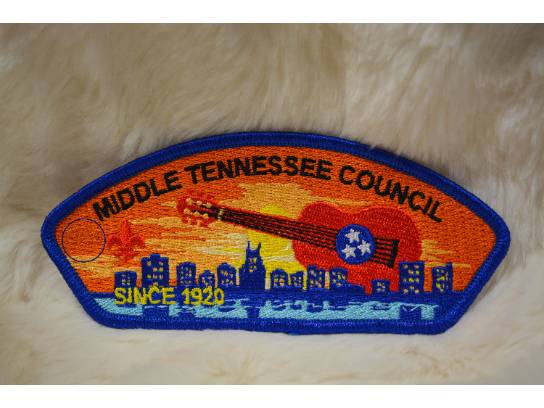 MIDDLE TENNESSEE COUNCIL
SINCE 1920